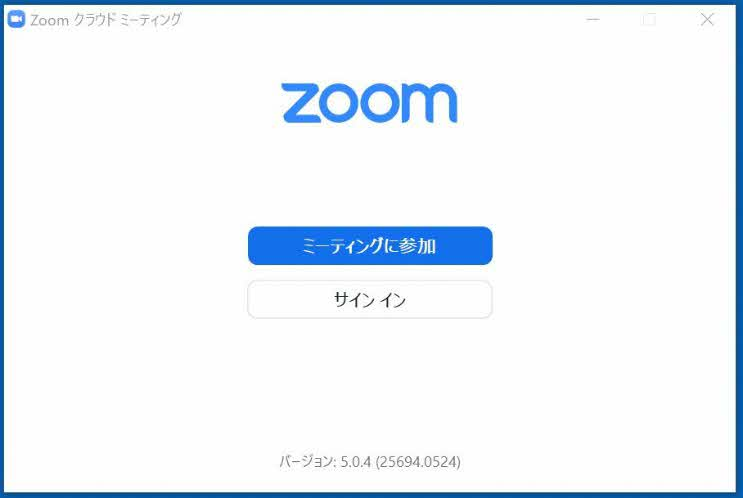 Zoom クラウド ミーティング
zoom
ミーティングに参加
サイン イン
バージョン: 5.0.4 (25694.0524)